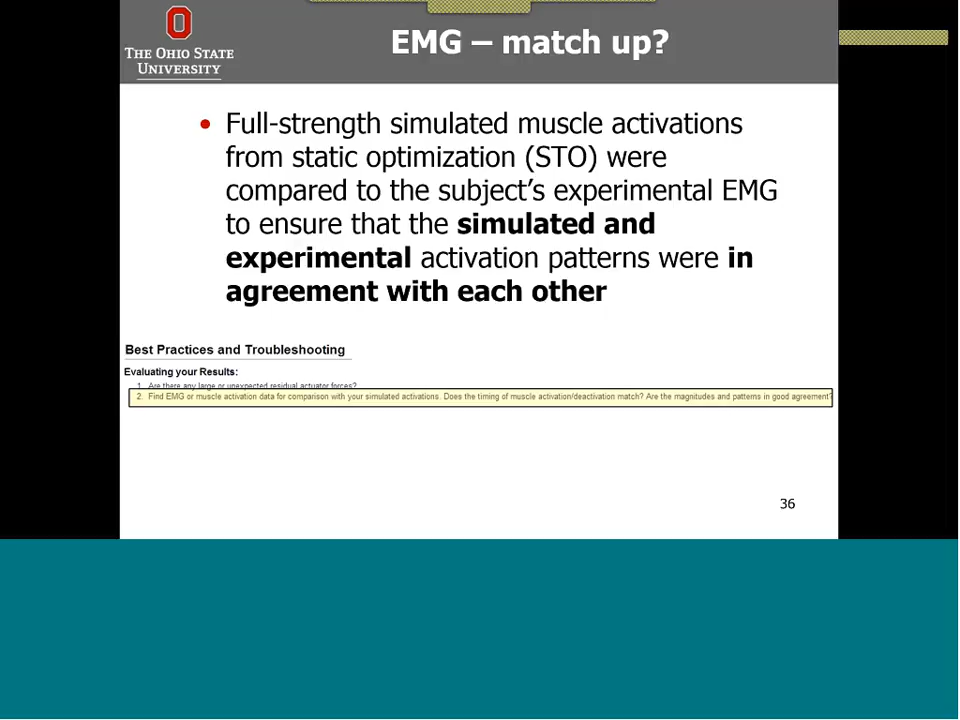 THE OHIO STATE
UNIVERSITY
EMG – match up?
• Full-strength simulated muscle activations
from static optimization (STO) were
compared to the subject's experimental EMG
to ensure that the simulated and
experimental activation patterns were in
agreement with each other
Best Practices and Troubleshooting
Evaluating your Results:
1. Are there any large or unexpected residual actuator forces?
2. Find EMG or muscle activation data for comparison with your simulated activations. Does the timing of muscle activation/deactivation match? Are the magnitudes and patterns in good agreement?
36